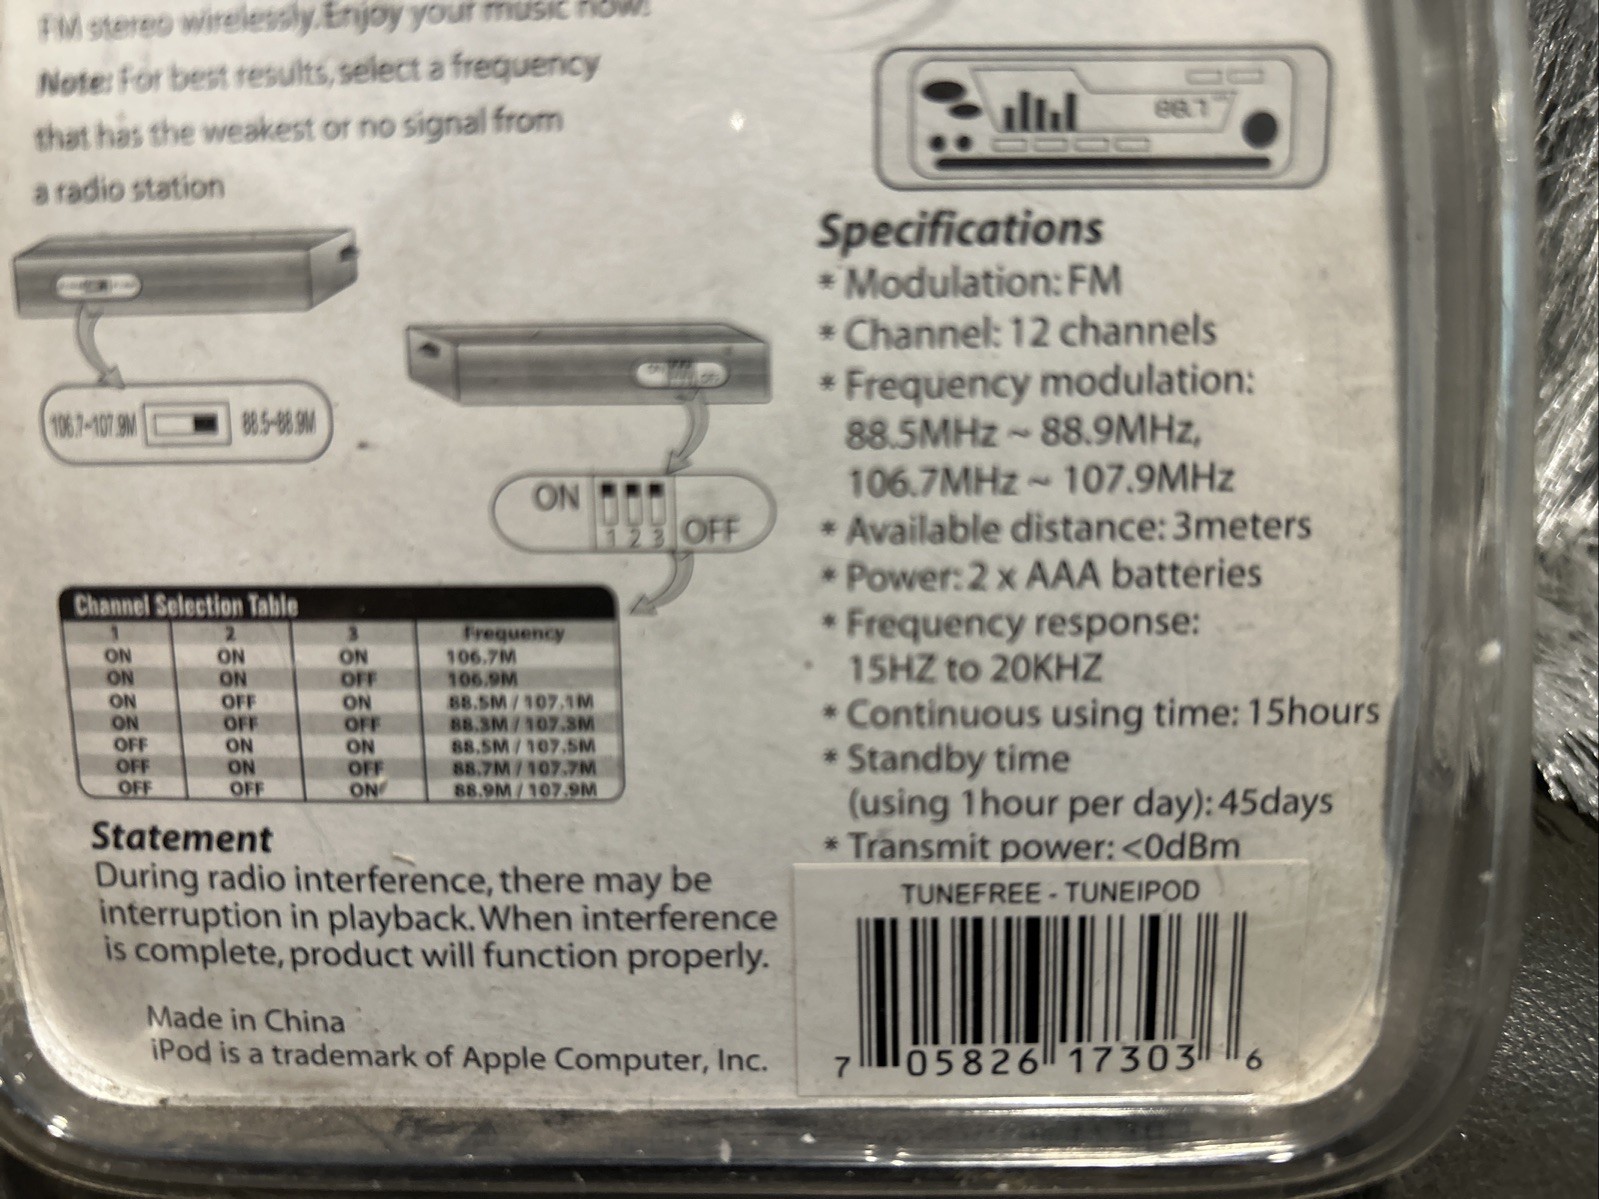 FM stereo wirelessly.Enjoy your music now!
Note: For best results, select a frequency
that has the weakest or no signal from
a radio station
106.7~107.9M 88.5~88.9M
ON 1 2 3 OFF
Channel Selection Table
1 2 3 Frequency
ON ON ON 106.7M
ON ON OFF 106.9M
ON OFF ON 88.5M / 107.1M
ON OFF OFF 88.3M / 107.3M
OFF ON ON 88.5M / 107.5M
OFF ON OFF 88.7M / 107.7M
OFF OFF ON 88.9M / 107.9M
Statement
During radio interference, there may be
interruption in playback. When interference
is complete, product will function properly.
Made in China
iPod is a trademark of Apple Computer, Inc.
88.1
Specifications
* Modulation: FM
* Channel: 12 channels
* Frequency modulation:
88.5MHz ~ 88.9MHz,
106.7MHz ~ 107.9MHz
* Available distance: 3meters
* Power: 2 x AAA batteries
* Frequency response:
15HZ to 20KHZ
* Continuous using time: 15hours
* Standby time
(using 1hour per day): 45days
* Transmit power: <0dBm
TUNEFREE - TUNEIPOD
7 05826 17303 6